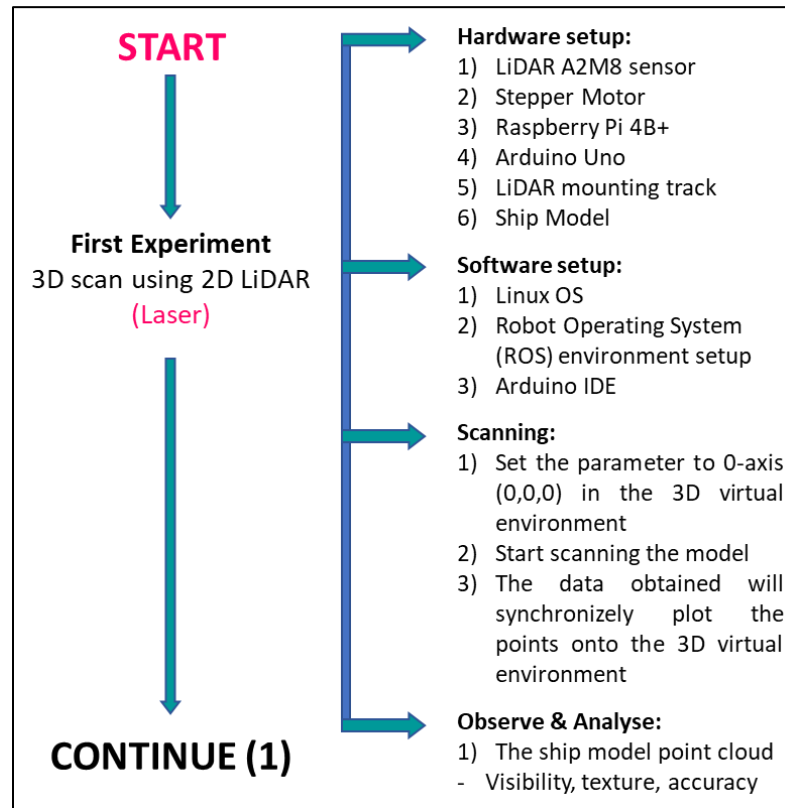 START
First Experiment
3D scan using 2D LiDAR
(Laser)
CONTINUE (1)
Hardware setup:
1) LiDAR A2M8 sensor
2) Stepper Motor
3) Raspberry Pi 4B+
4) Arduino Uno
5) LiDAR mounting track
6) Ship Model
Software setup:
1) Linux OS
2) Robot Operating System
(ROS) environment setup
3) Arduino IDE
Scanning:
1) Set the parameter to 0-axis
(0,0,0) in the 3D virtual
environment
2) Start scanning the model
3) The data obtained will
synchronizely plot the
points onto the 3D virtual
environment
Observe & Analyse:
1) The ship model point cloud
- Visibility, texture, accuracy